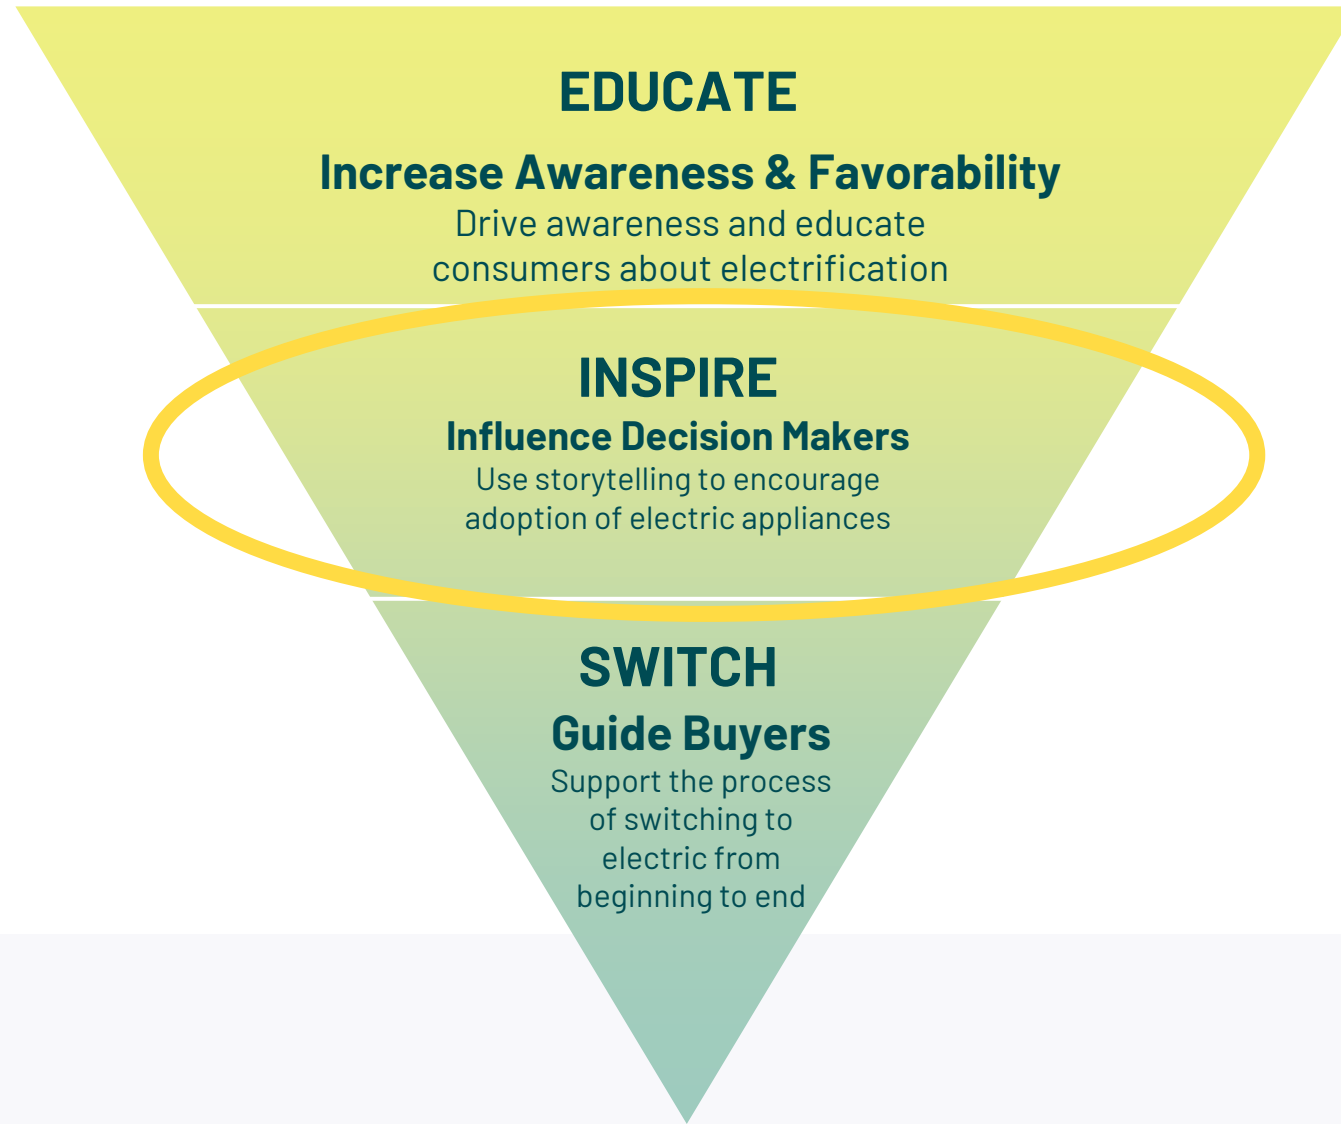 EDUCATE
Increase Awareness & Favorability
Drive awareness and educate
consumers about electrification
INSPIRE
Influence Decision Makers
Use storytelling to encourage
adoption of electric appliances
SWITCH
Guide Buyers
Support the process
of switching to
electric from
beginning to end